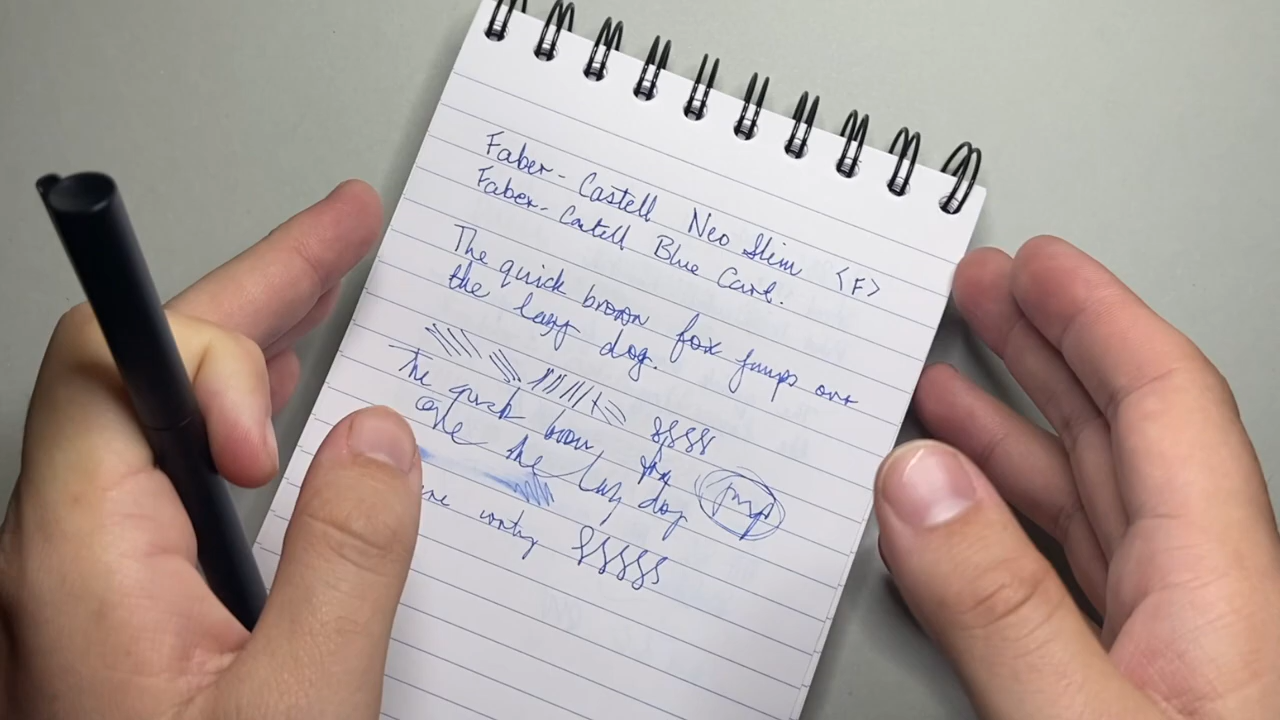 Faber-Castell Neo Slim <F>
Faber-Castell Blue Cart.
The quick brown fox jumps over
the lazy dog.
The quick brown fox jump
over the lazy dog